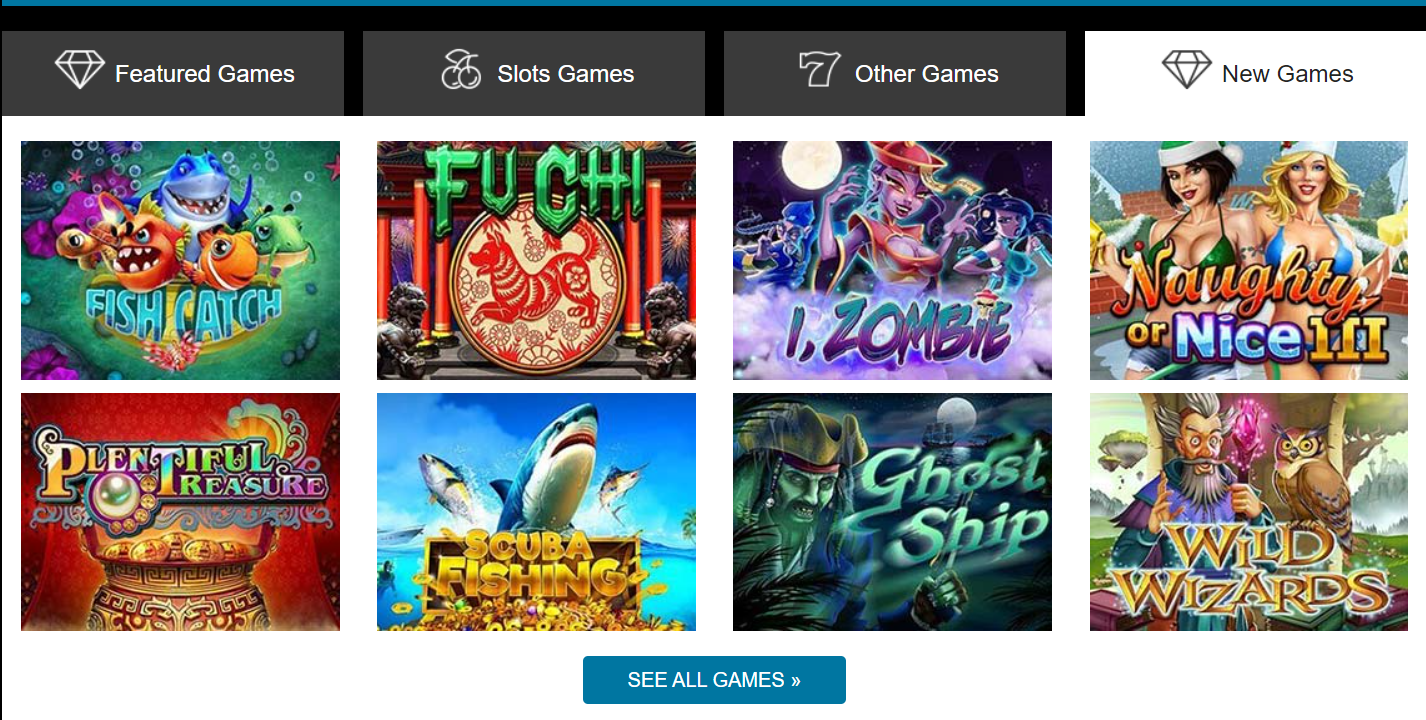 Featured Games
Slots Games
Other Games
New Games
FISH CATCH
FU CHI
I, ZOMBIE
Naughty
or Nice III
PLENTIFUL
TREASURE
SCUBA
FISHING
Ghost
Ship
WILD
WIZARDS
SEE ALL GAMES »